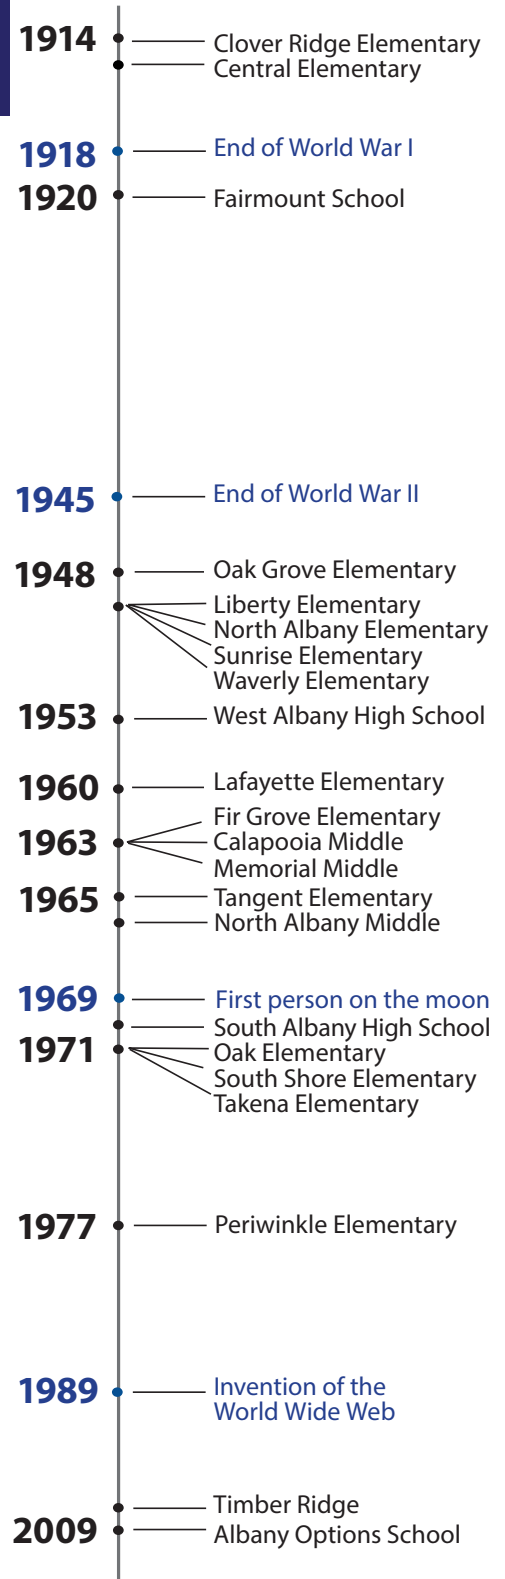 1914
Clover Ridge Elementary
Central Elementary
1918 End of World War I
1920 Fairmount School
1945 End of World War II
1948 Oak Grove Elementary
Liberty Elementary
North Albany Elementary
Sunrise Elementary
Waverly Elementary
1953 West Albany High School
1960 Lafayette Elementary
Fir Grove Elementary
1963 Calapooia Middle
Memorial Middle
1965 Tangent Elementary
North Albany Middle
1969 First person on the moon
South Albany High School
1971 Oak Elementary
South Shore Elementary
Takena Elementary
1977 Periwinkle Elementary
1989 Invention of the
World Wide Web
Timber Ridge
2009 Albany Options School